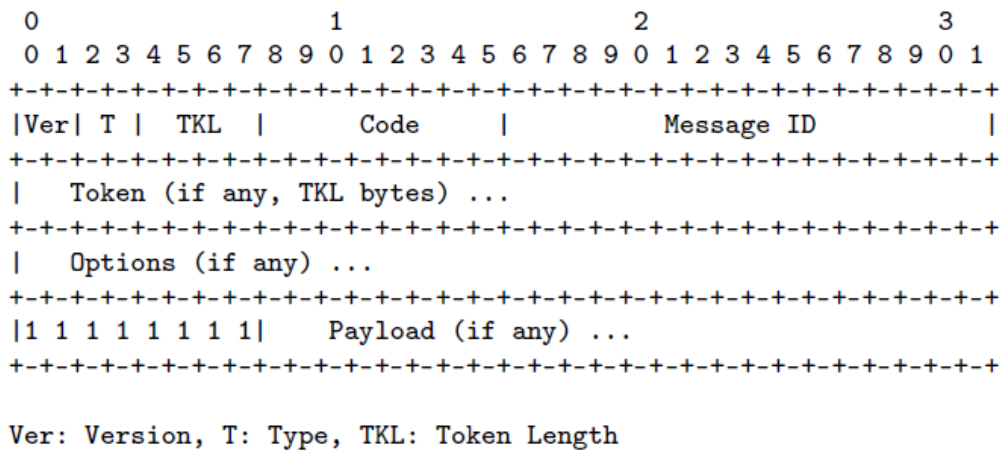 0                   1                   2                   3
0 1 2 3 4 5 6 7 8 9 0 1 2 3 4 5 6 7 8 9 0 1 2 3 4 5 6 7 8 9 0 1
+-+-+-+-+-+-+-+-+-+-+-+-+-+-+-+-+-+-+-+-+-+-+-+-+-+-+-+-+-+-+-+-+
|Ver| T |  TKL  |      Code     |          Message ID           |
+-+-+-+-+-+-+-+-+-+-+-+-+-+-+-+-+-+-+-+-+-+-+-+-+-+-+-+-+-+-+-+-+
|   Token (if any, TKL bytes) ...
+-+-+-+-+-+-+-+-+-+-+-+-+-+-+-+-+-+-+-+-+-+-+-+-+-+-+-+-+-+-+-+-+
|   Options (if any) ...
+-+-+-+-+-+-+-+-+-+-+-+-+-+-+-+-+-+-+-+-+-+-+-+-+-+-+-+-+-+-+-+-+
|1 1 1 1 1 1 1 1|    Payload (if any) ...
+-+-+-+-+-+-+-+-+-+-+-+-+-+-+-+-+-+-+-+-+-+-+-+-+-+-+-+-+-+-+-+-+
Ver: Version, T: Type, TKL: Token Length